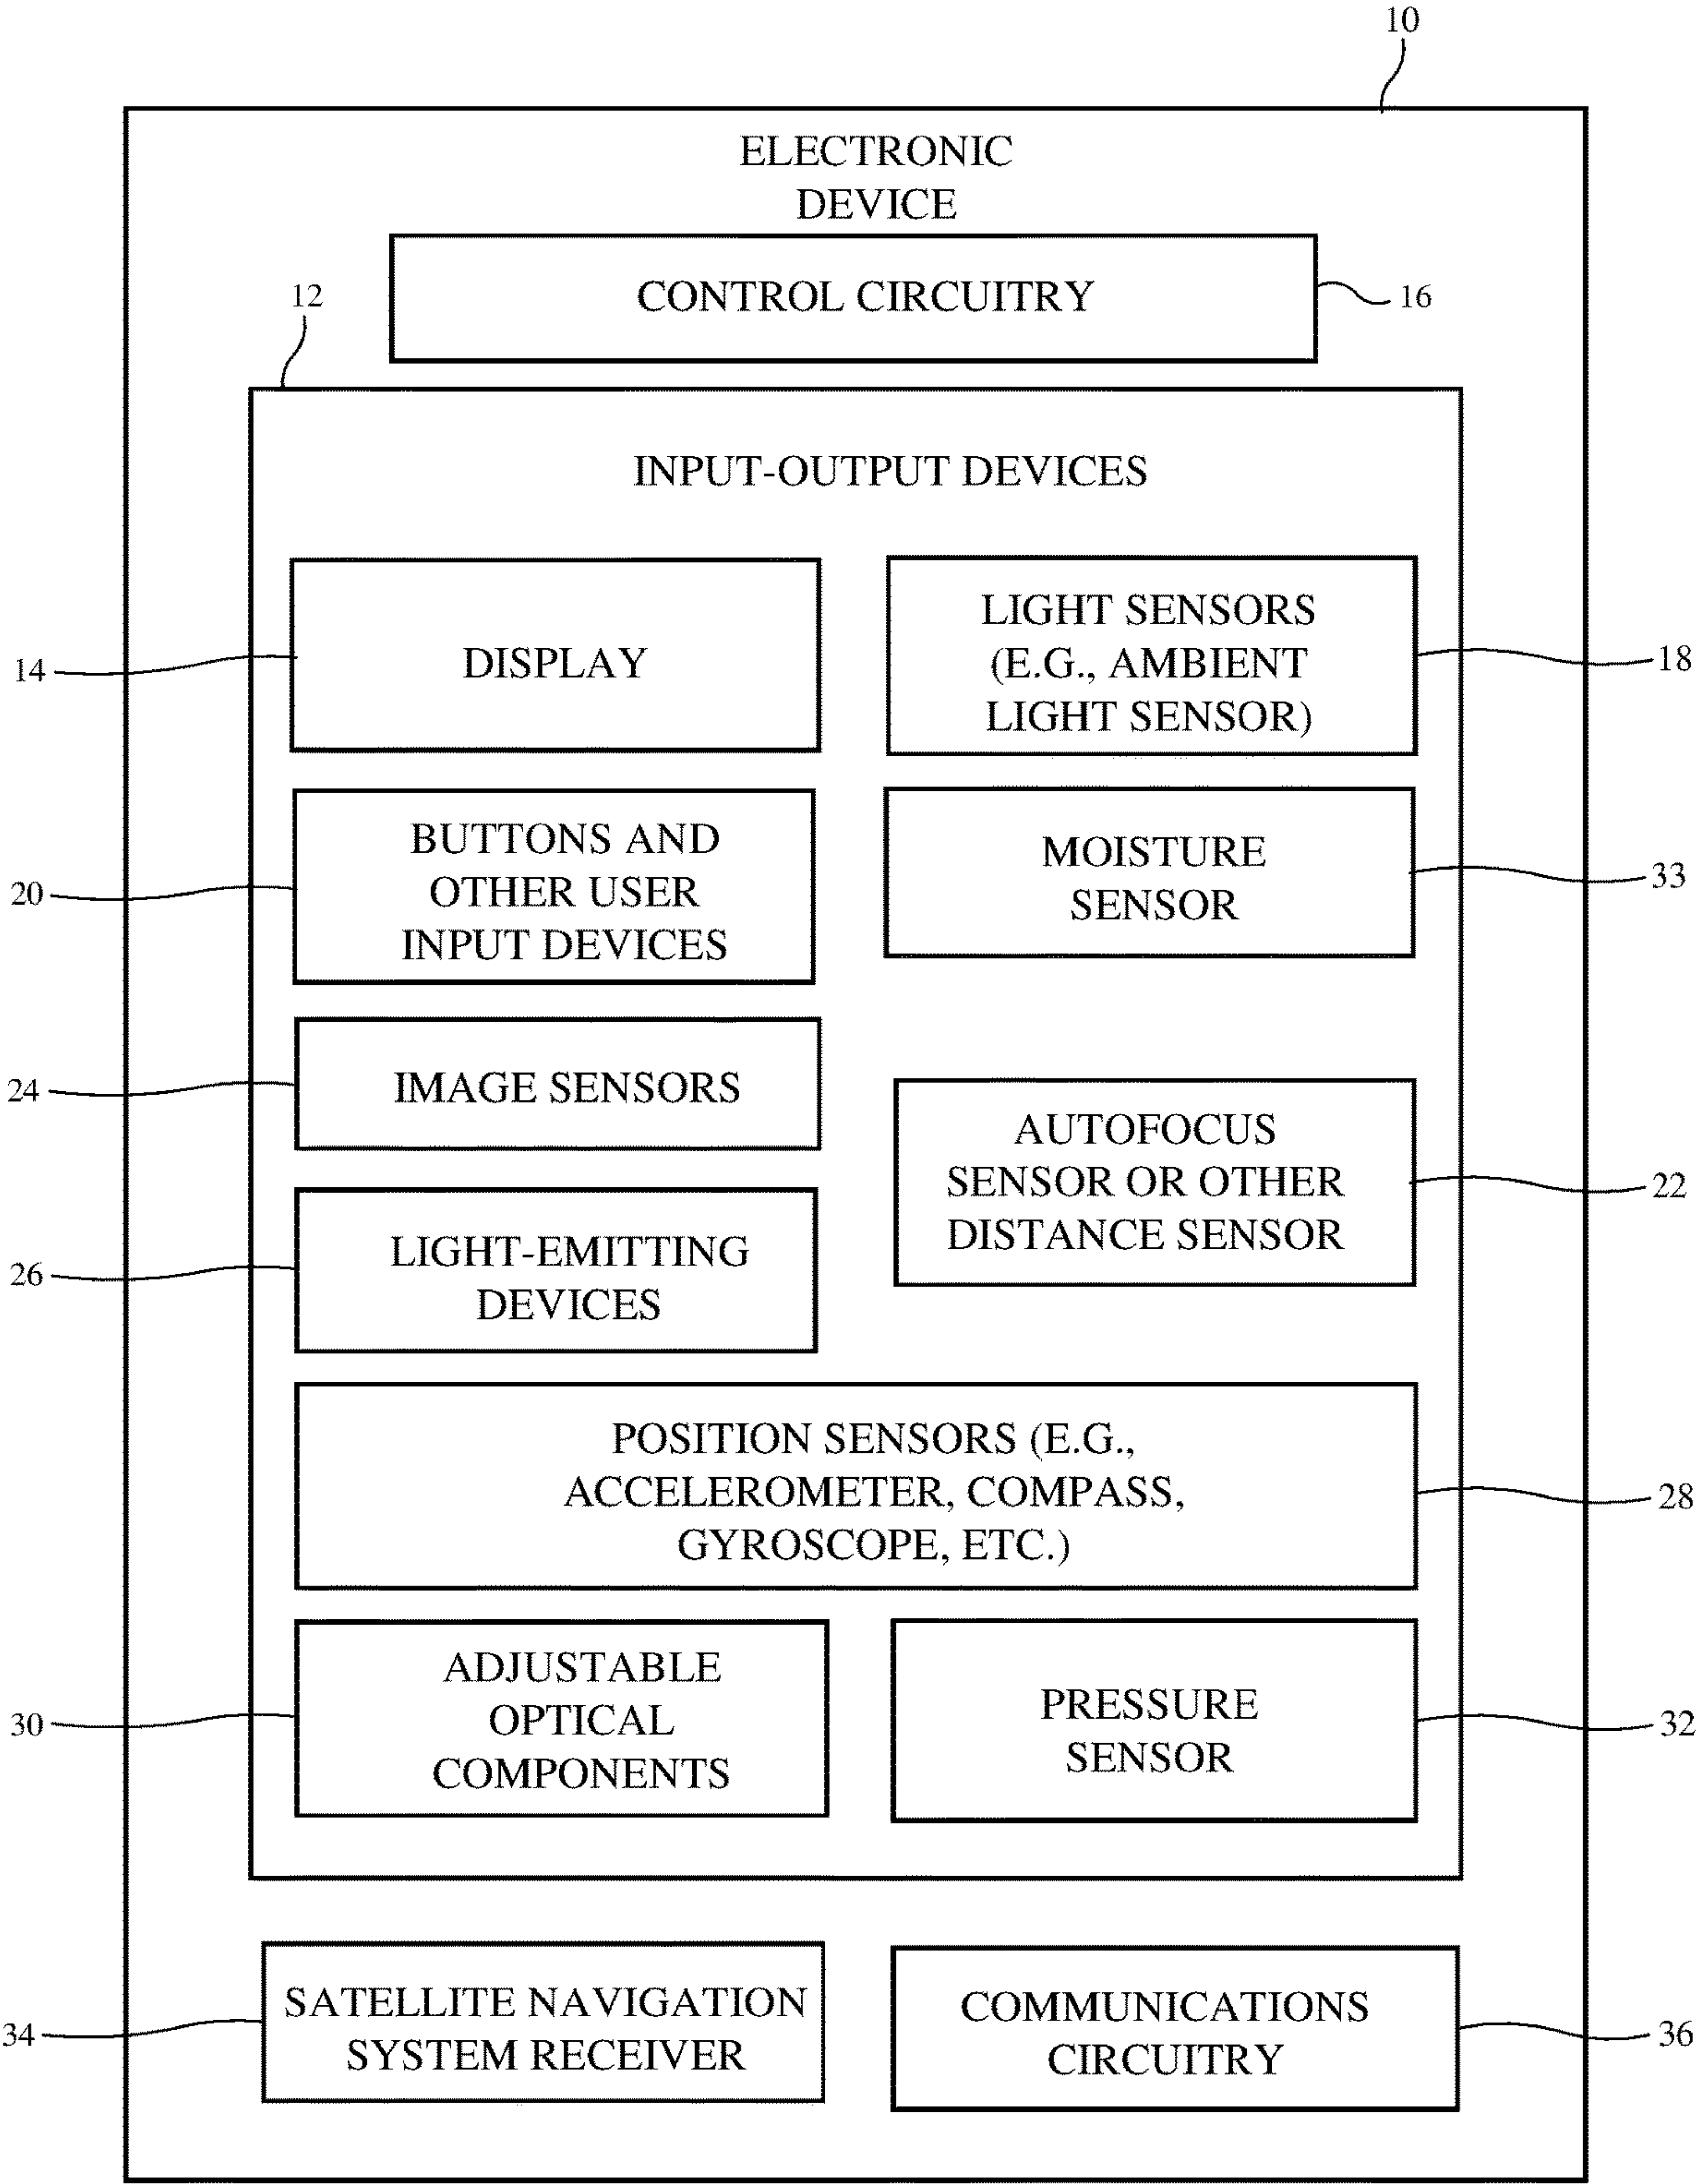 10
ELECTRONIC
DEVICE
CONTROL CIRCUITRY
16
12
INPUT-OUTPUT DEVICES
14
DISPLAY
LIGHT SENSORS
(E.G., AMBIENT
LIGHT SENSOR)
18
20
BUTTONS AND
OTHER USER
INPUT DEVICES
MOISTURE
SENSOR
33
24
IMAGE SENSORS
AUTOFOCUS
SENSOR OR OTHER
DISTANCE SENSOR
22
26
LIGHT-EMITTING
DEVICES
POSITION SENSORS (E.G.,
ACCELEROMETER, COMPASS,
GYROSCOPE, ETC.)
28
30
ADJUSTABLE
OPTICAL
COMPONENTS
PRESSURE
SENSOR
32
34
SATELLITE NAVIGATION
SYSTEM RECEIVER
COMMUNICATIONS
CIRCUITRY
36